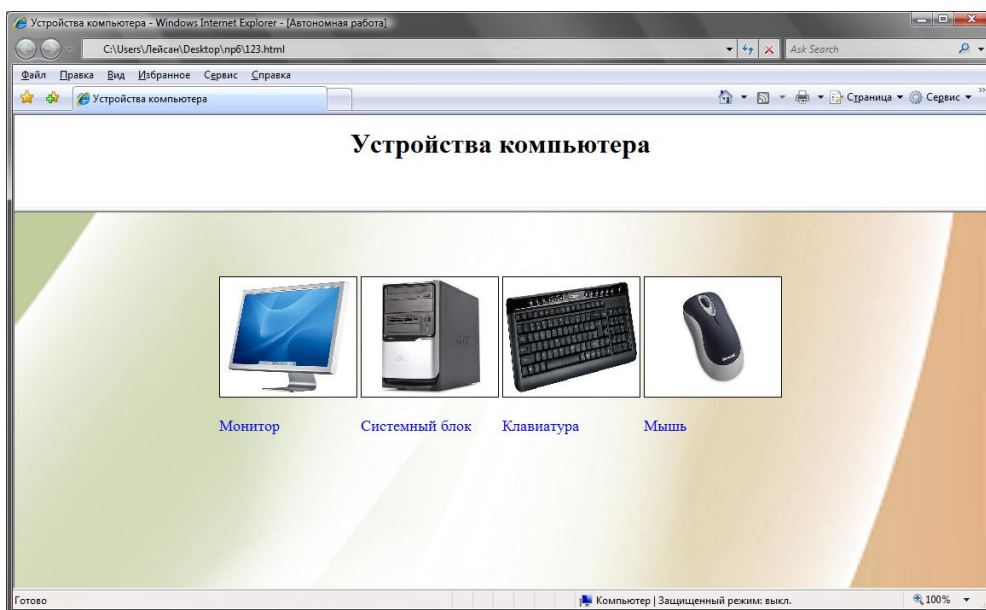 Устройства компьютера - Windows Internet Explorer - [Автономная работа]
C:\Users\Лейсан\Desktop\пр6\123.html
Ask Search
Файл Правка Вид Избранное Сервис Справка
Устройства компьютера
Страница Сервис
Устройства компьютера
Монитор Системный блок Клавиатура Мышь
Готово
Компьютер | Защищенный режим: выкл.
100%